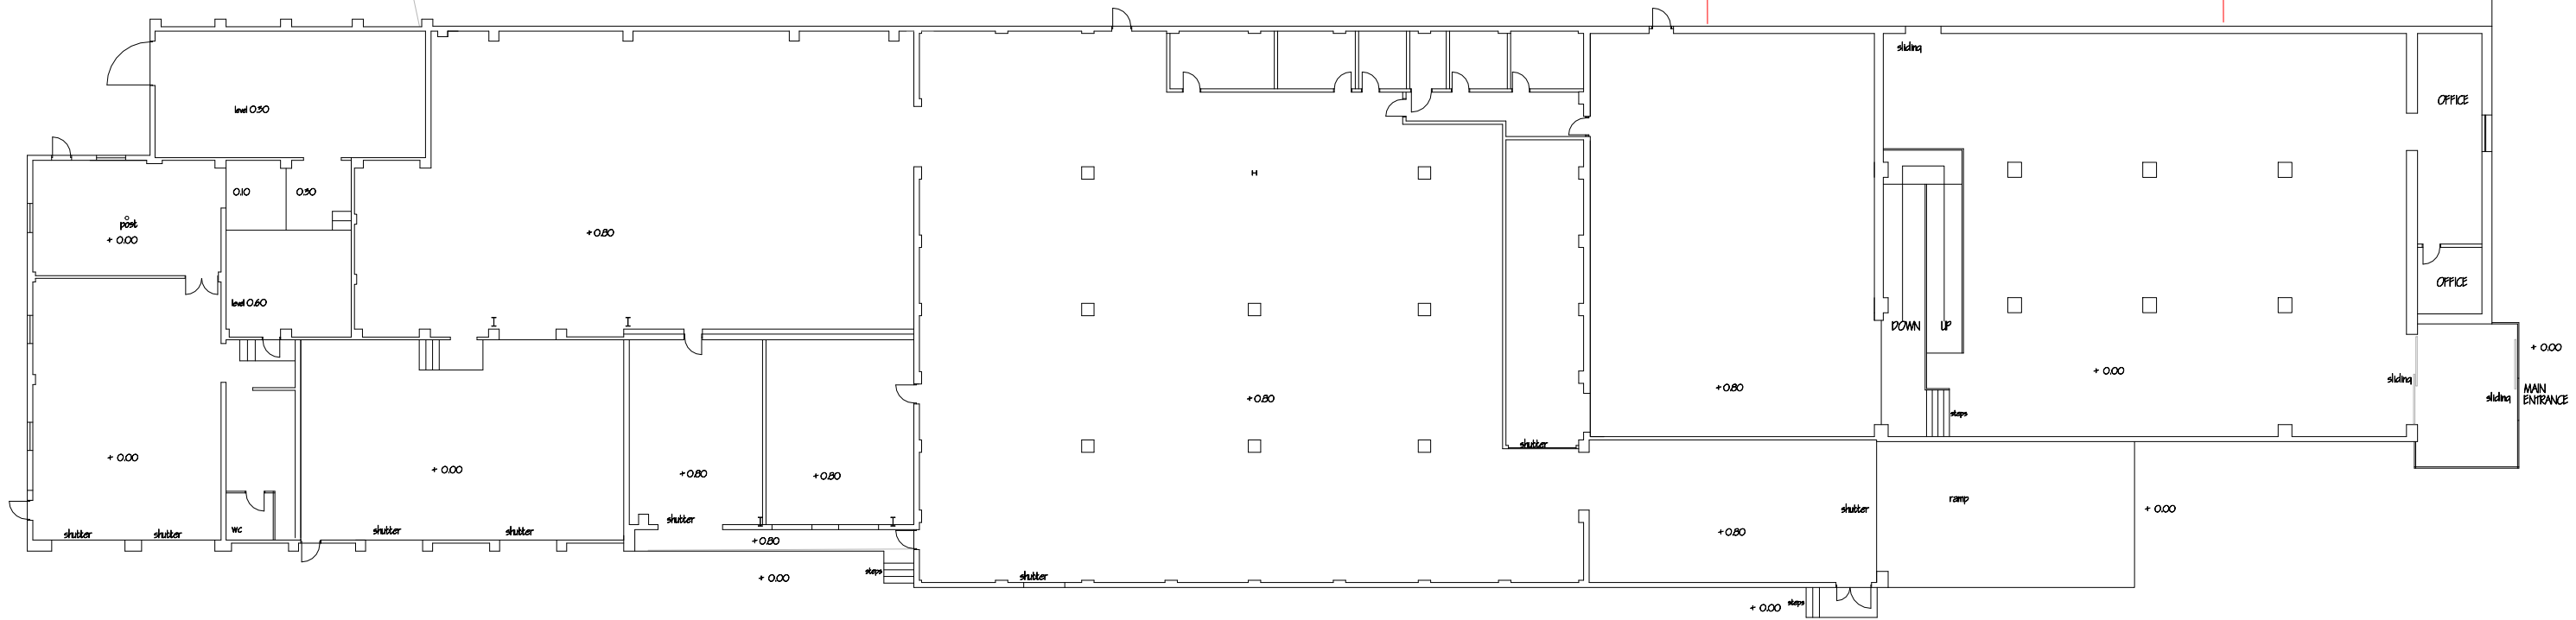 sliding
OFFICE
level 0.30
H
0.10
0.30
post
+ 0.00
+ 0.80
OFFICE
level 0.60
I
I
DOWN
UP
+ 0.00
+ 0.00
sliding
sliding
MAIN
ENTRANCE
+ 0.80
+ 0.80
steps
shutter
+ 0.00
+ 0.00
+ 0.80
+ 0.80
ramp
shutter
+ 0.00
shutter
I
I
wc
shutter
shutter
shutter
shutter
+ 0.80
+ 0.80
steps
shutter
+ 0.00
steps
+ 0.00